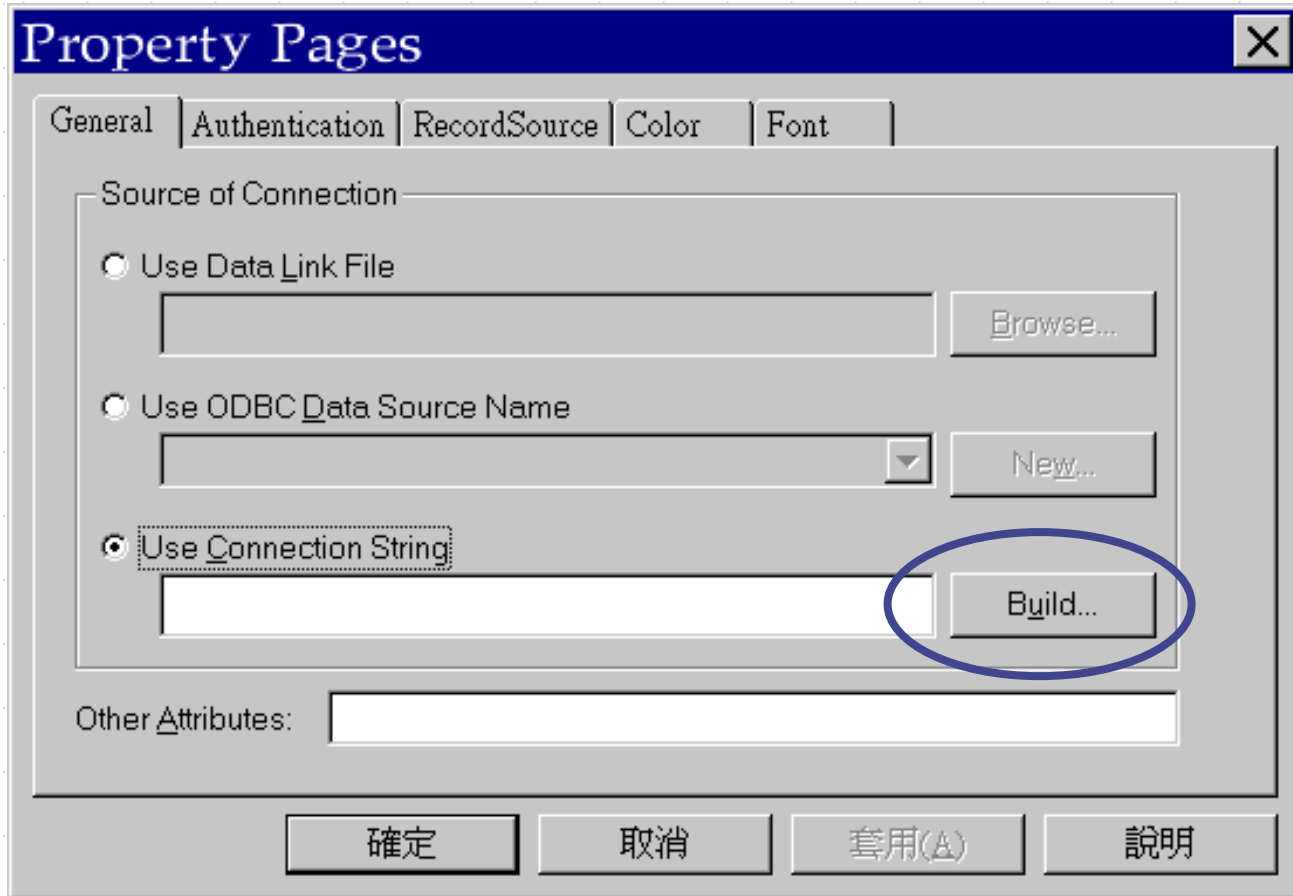 Property Pages
General Authentication RecordSource Color Font
Source of Connection
Use Data Link File
Browse...
Use ODBC Data Source Name
New...
Use Connection String
Build...
Other Attributes:
確定 取消 套用(A) 說明